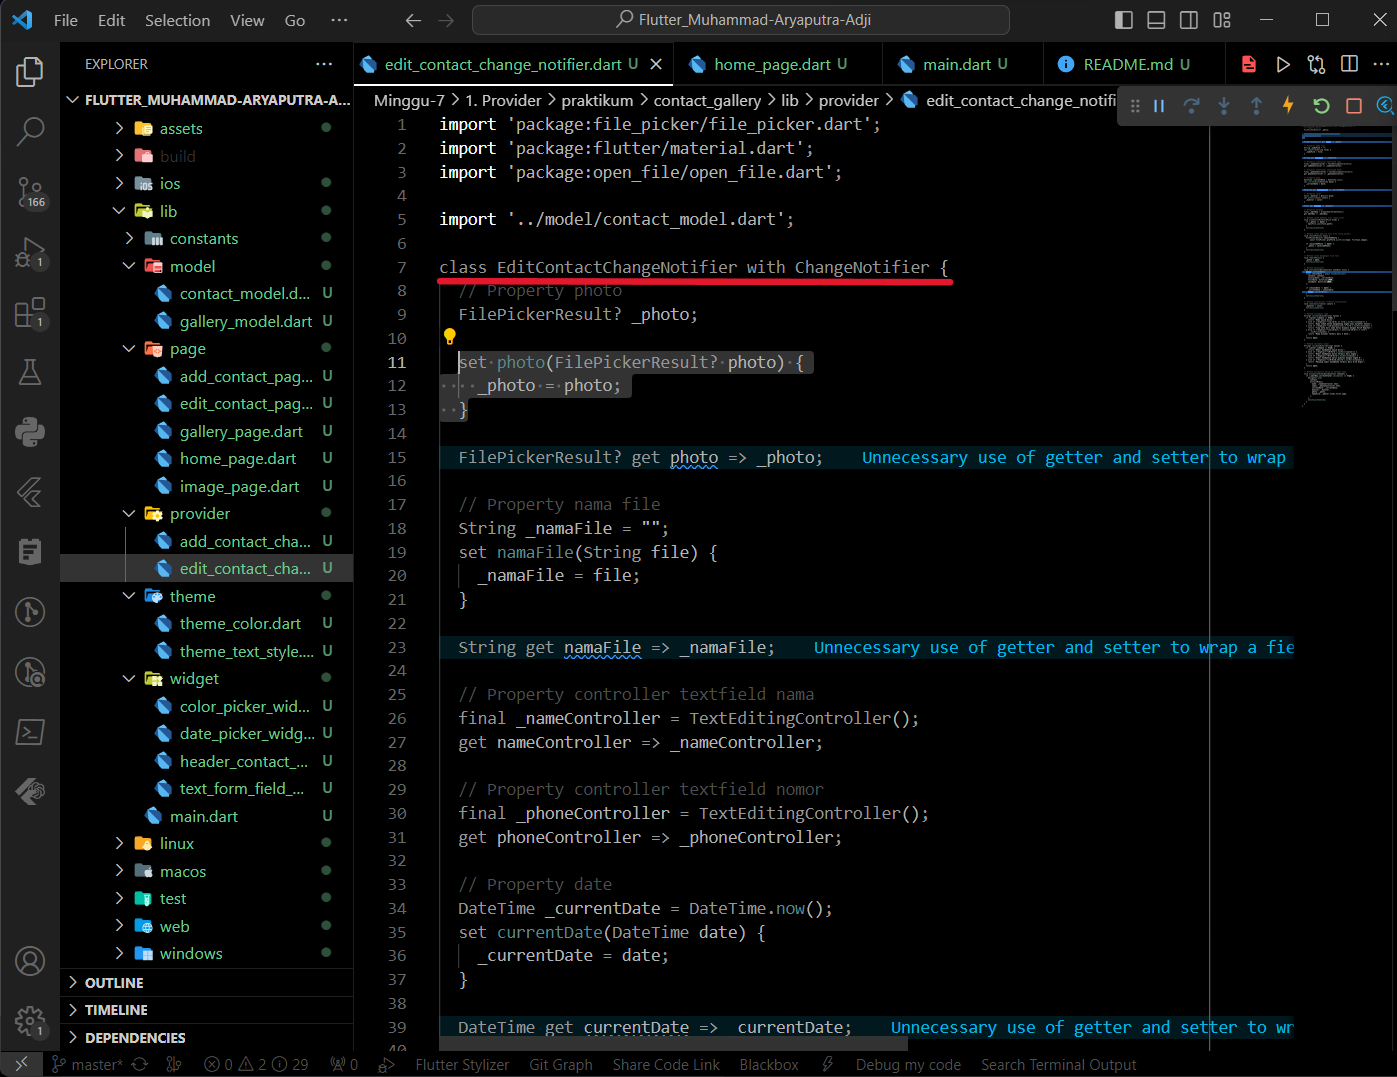 File Edit Selection View Go ··· Flutter_Muhammad-Aryaputra-Adji
EXPLORER ···
edit_contact_change_notifier.dart U
home_page.dart U
main.dart U
README.md U
Minggu-7 > 1. Provider > praktikum > contact_gallery > lib > provider > edit_contact_change_notifi
166
1
1
1
FLUTTER_MUHAMMAD-ARYAPUTRA-A...
assets
build
ios
lib
constants
model
contact_model.d... U
gallery_model.dart U
page
add_contact_pag... U
edit_contact_pag... U
gallery_page.dart U
home_page.dart U
image_page.dart U
provider
add_contact_cha... U
edit_contact_cha... U
theme
theme_color.dart U
theme_text_style.... U
widget
color_picker_wid... U
date_picker_widg... U
header_contact_... U
text_form_field_... U
main.dart U
linux
macos
test
web
windows
OUTLINE
TIMELINE
DEPENDENCIES
1 import 'package:file_picker/file_picker.dart';
2 import 'package:flutter/material.dart';
3 import 'package:open_file/open_file.dart';
4
5 import '../model/contact_model.dart';
6
7 class EditContactChangeNotifier with ChangeNotifier {
8 // Property photo
9 FilePickerResult? _photo;
10
11 set photo(FilePickerResult? photo) {
12 _photo = photo;
13 }
14
15 FilePickerResult? get photo => _photo; Unnecessary use of getter and setter to wrap
16
17 // Property nama file
18 String _namaFile = "";
19 set namaFile(String file) {
20 _namaFile = file;
21 }
22
23 String get namaFile => _namaFile; Unnecessary use of getter and setter to wrap a fie
24
25 // Property controller textfield nama
26 final _nameController = TextEditingController();
27 get nameController => _nameController;
28
29 // Property controller textfield nomor
30 final _phoneController = TextEditingController();
31 get phoneController => _phoneController;
32
33 // Property date
34 DateTime _currentDate = DateTime.now();
35 set currentDate(DateTime date) {
36 _currentDate = date;
37 }
38
39 DateTime get currentDate => _currentDate; Unnecessary use of getter and setter to wr
40
master* 0 2 29 0 Flutter Stylizer Git Graph Share Code Link Blackbox Debug my code Search Terminal Output